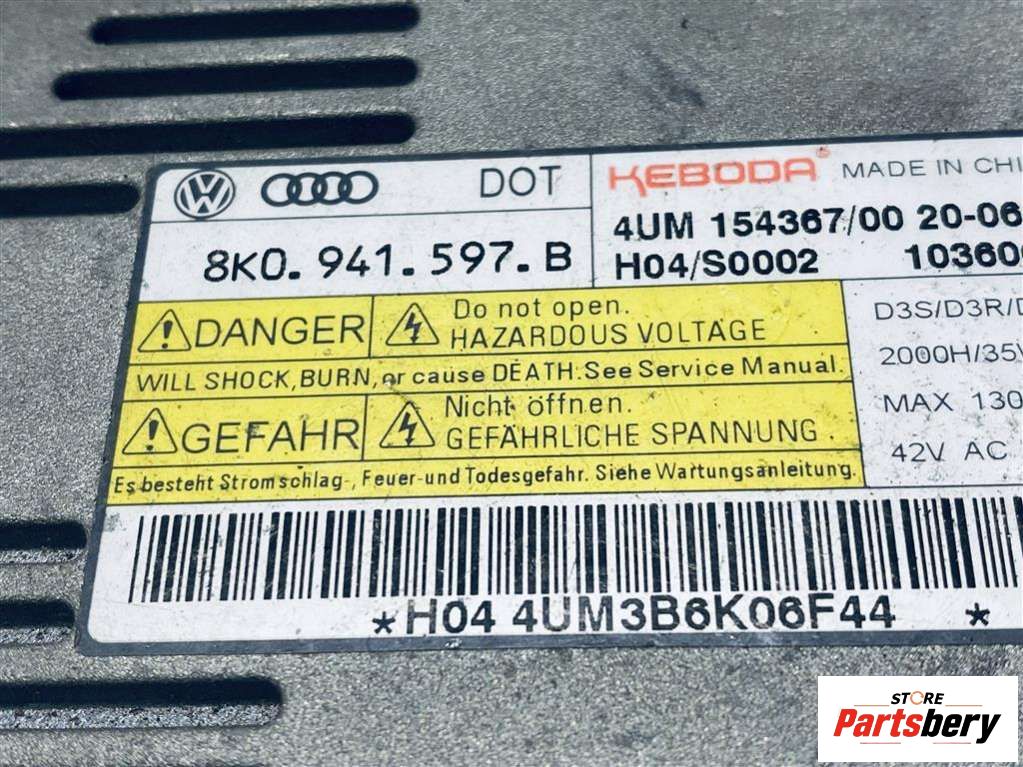 DOT
8K0.941.597.B
KEBODA® MADE IN CHI
4UM 154367/00 20-06
H04/S0002 10360
DANGER
Do not open.
HAZARDOUS VOLTAGE
WILL SHOCK, BURN, or cause DEATH. See Service Manual.
GEFAHR
Nicht öffnen.
GEFÄHRLICHE SPANNUNG.
Es besteht Stromschlag-, Feuer-und Todesgefahr. Siehe Wartungsanleitung.
D3S/D3R/D
2000H/35V
MAX 130
42V AC
*H04 4UM3B6K06F44 *
STORE
Partsbery